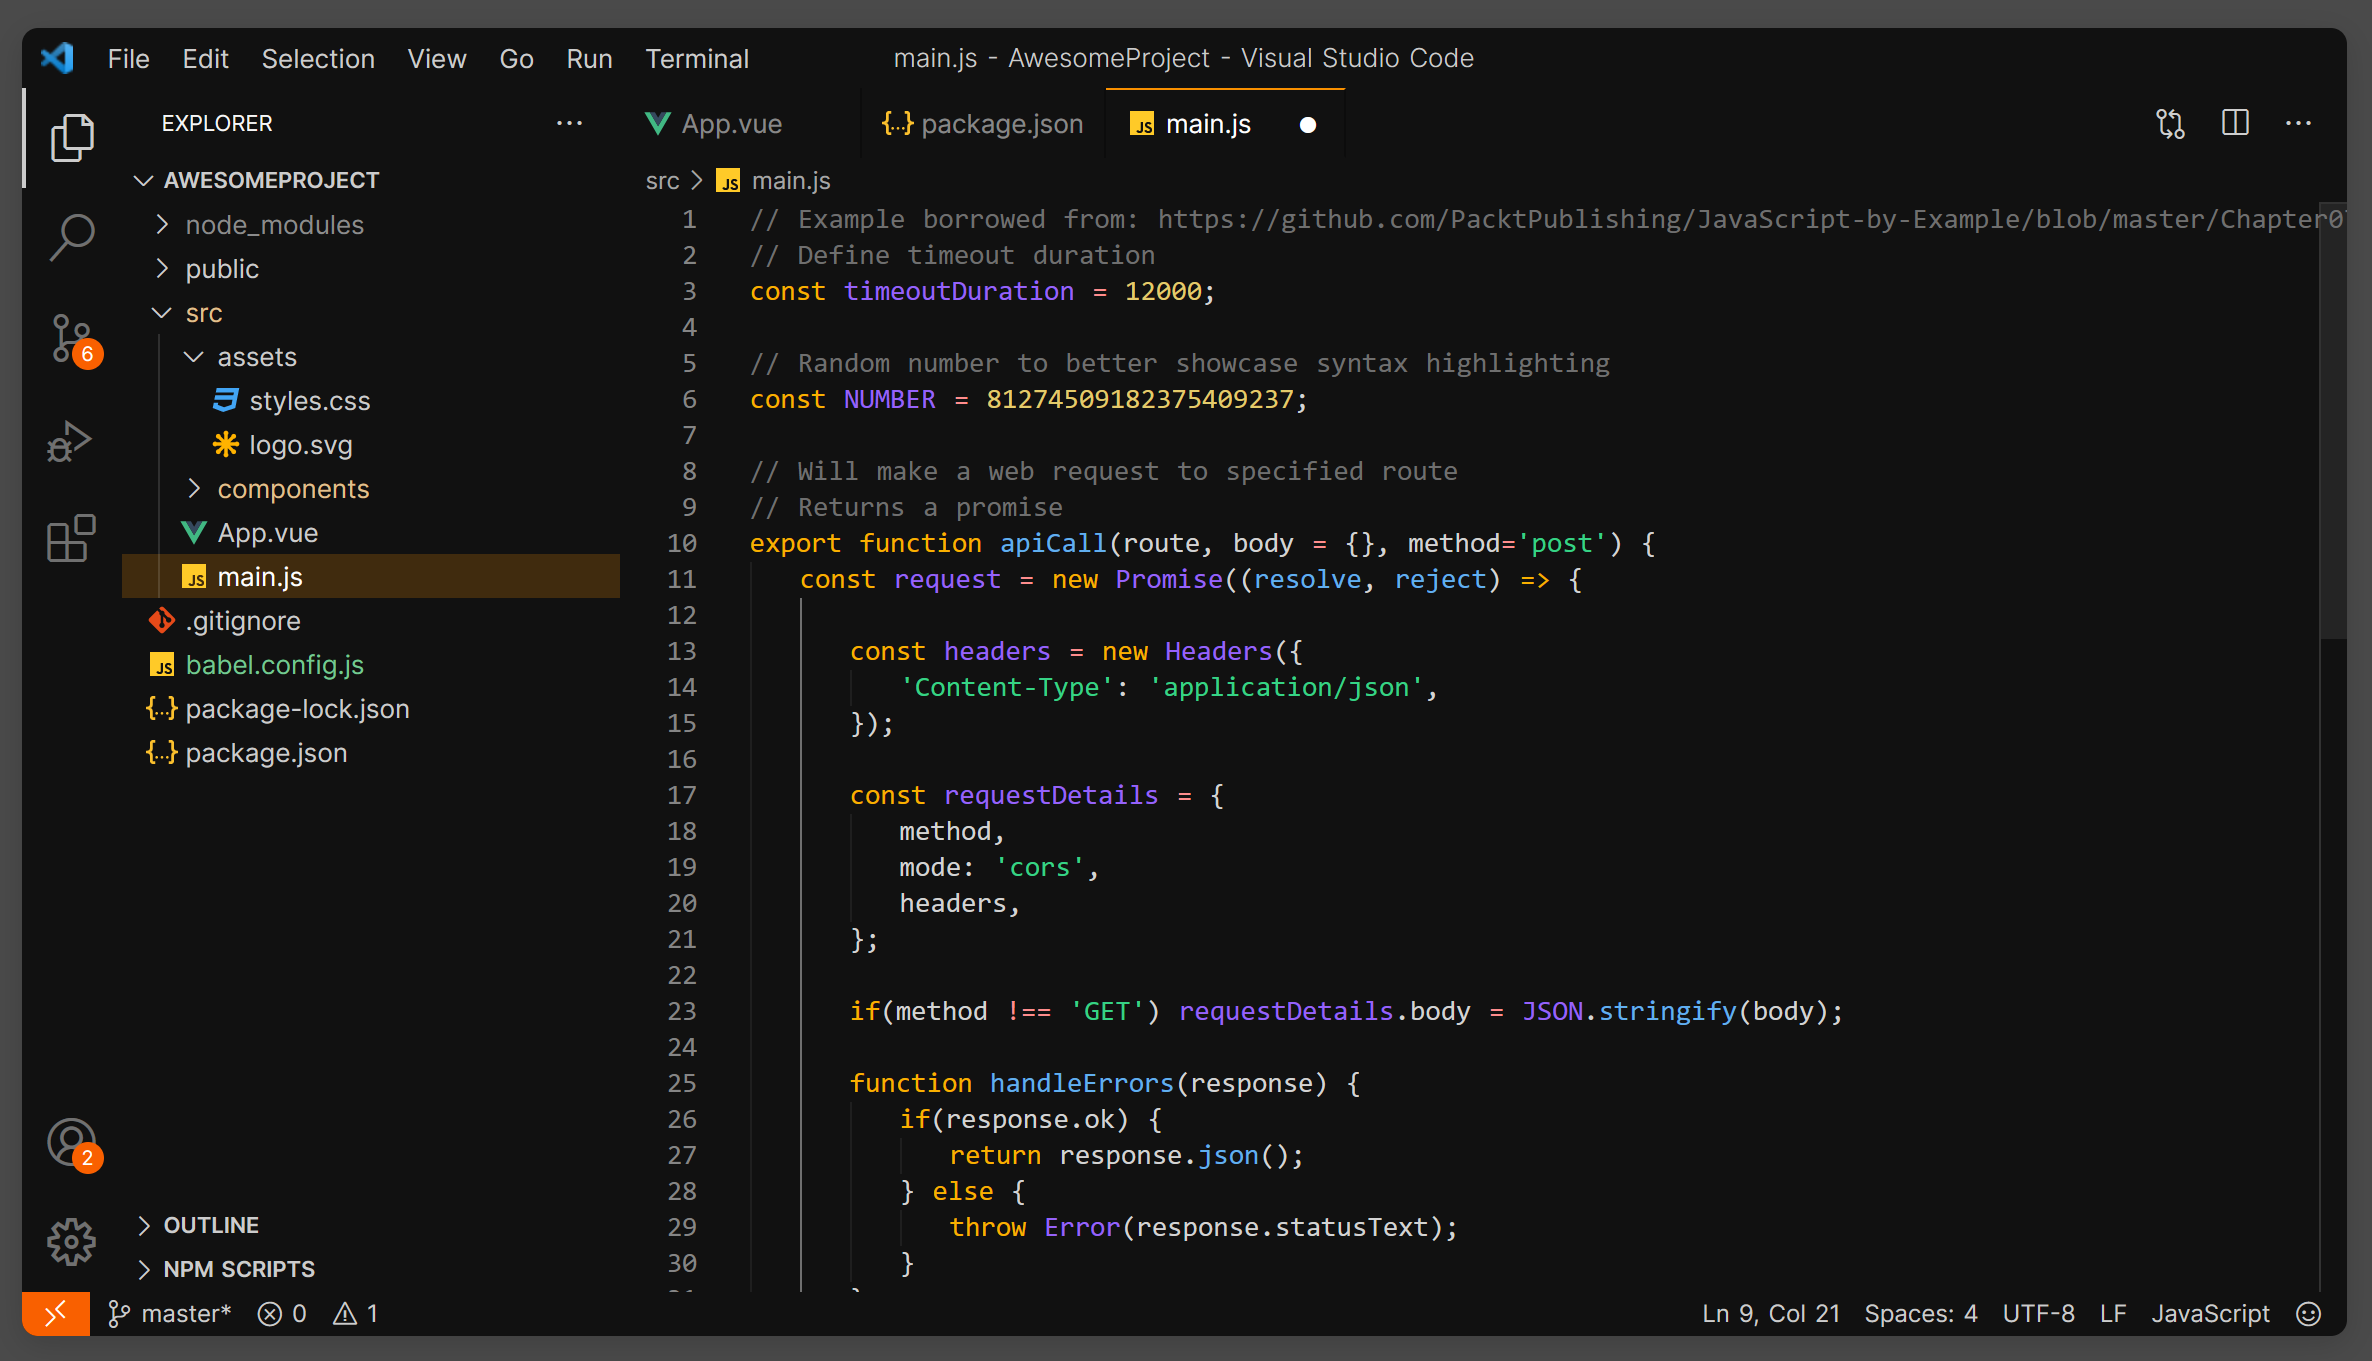 File Edit Selection View Go Run Terminal
main.js - AwesomeProject - Visual Studio Code
EXPLORER
AWESOMEPROJECT
node_modules
public
src
assets
styles.css
logo.svg
components
App.vue
JS main.js
.gitignore
JS babel.config.js
{...} package-lock.json
{...} package.json
6
2
OUTLINE
NPM SCRIPTS
App.vue {...} package.json JS main.js
src > JS main.js
1 // Example borrowed from: https://github.com/PacktPublishing/JavaScript-by-Example/blob/master/Chapter0
2 // Define timeout duration
3 const timeoutDuration = 12000;
4
5 // Random number to better showcase syntax highlighting
6 const NUMBER = 81274509182375409237;
7
8 // Will make a web request to specified route
9 // Returns a promise
10 export function apiCall(route, body = {}, method='post') {
11 const request = new Promise((resolve, reject) => {
12
13 const headers = new Headers({
14 'Content-Type': 'application/json',
15 });
16
17 const requestDetails = {
18 method,
19 mode: 'cors',
20 headers,
21 };
22
23 if(method !== 'GET') requestDetails.body = JSON.stringify(body);
24
25 function handleErrors(response) {
26 if(response.ok) {
27 return response.json();
28 } else {
29 throw Error(response.statusText);
30 }
master* 0 1
Ln 9, Col 21 Spaces: 4 UTF-8 LF JavaScript